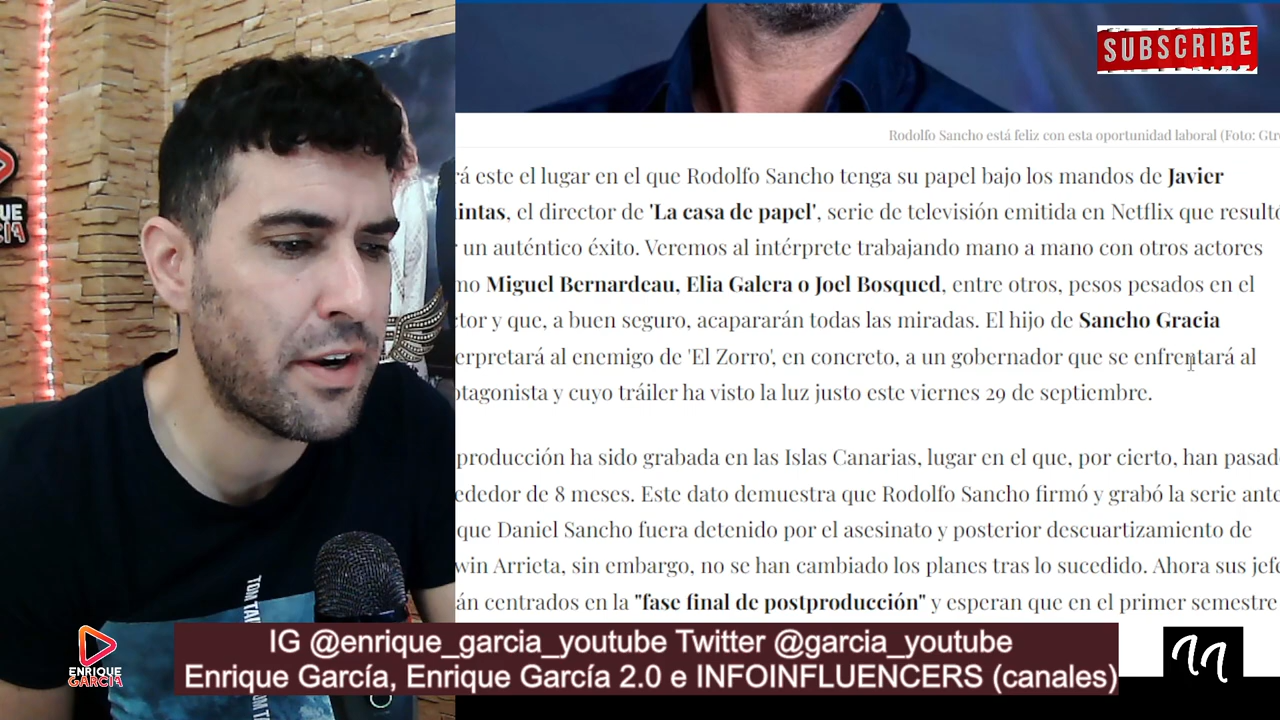 SUBSCRIBE
Rodolfo Sancho está feliz con esta oportunidad laboral (Foto: Gtre
rá este el lugar en el que Rodolfo Sancho tenga su papel bajo los mandos de Javier
intas, el director de 'La casa de papel', serie de televisión emitida en Netflix que resultó
r un auténtico éxito. Veremos al intérprete trabajando mano a mano con otros actores
mo Miguel Bernardeau, Elia Galera o Joel Bosqued, entre otros, pesos pesados en el
ctor y que, a buen seguro, acapararán todas las miradas. El hijo de Sancho Gracia
erpretará al enemigo de 'El Zorro', en concreto, a un gobernador que se enfrentará al
otagonista y cuyo tráiler ha visto la luz justo este viernes 29 de septiembre.
producción ha sido grabada en las Islas Canarias, lugar en el que, por cierto, han pasado
ededor de 8 meses. Este dato demuestra que Rodolfo Sancho firmó y grabó la serie ante
que Daniel Sancho fuera detenido por el asesinato y posterior descuartizamiento de
win Arrieta, sin embargo, no se han cambiado los planes tras lo sucedido. Ahora sus jefe
án centrados en la "fase final de postproducción" y esperan que en el primer semestre
TOM TA
IG @enrique_garcia_youtube Twitter @garcia_youtube
Enrique García, Enrique García 2.0 e INFOINFLUENCERS (canales)
ENRIQUE
GARCÍA